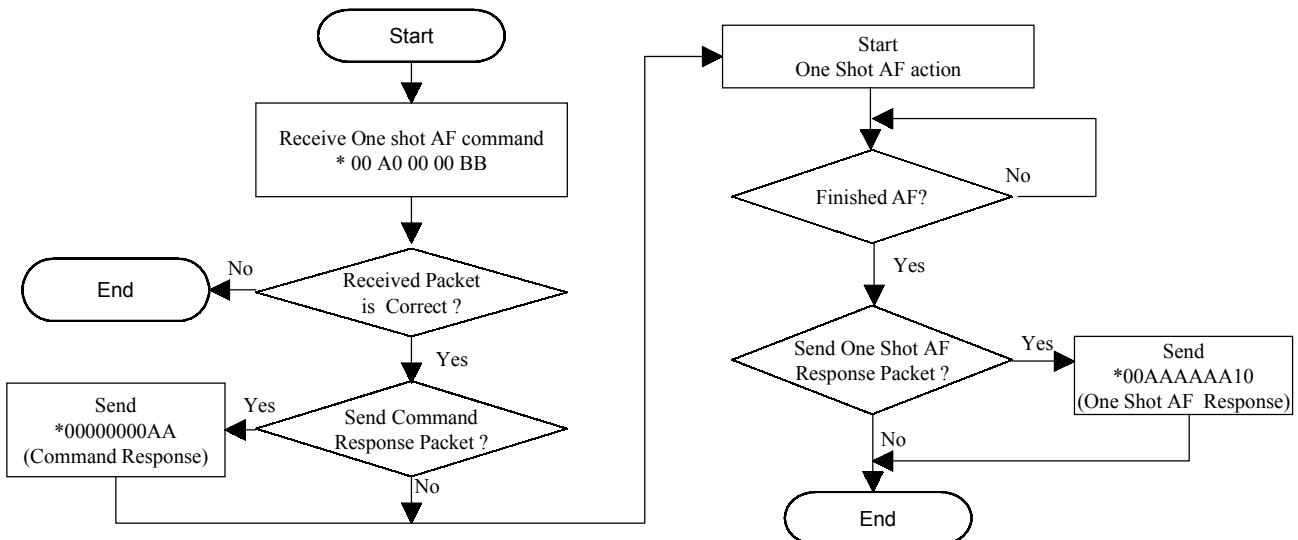 Start
Receive One shot AF command
* 00 A0 00 00 BB
Received Packet
is Correct ?
No
End
Yes
Send Command
Response Packet ?
Yes
Send
*00000000AA
(Command Response)
No
Start
One Shot AF action
Finished AF?
No
Yes
Send One Shot AF
Response Packet ?
Yes
Send
*00AAAAAA10
(One Shot AF Response)
No
End